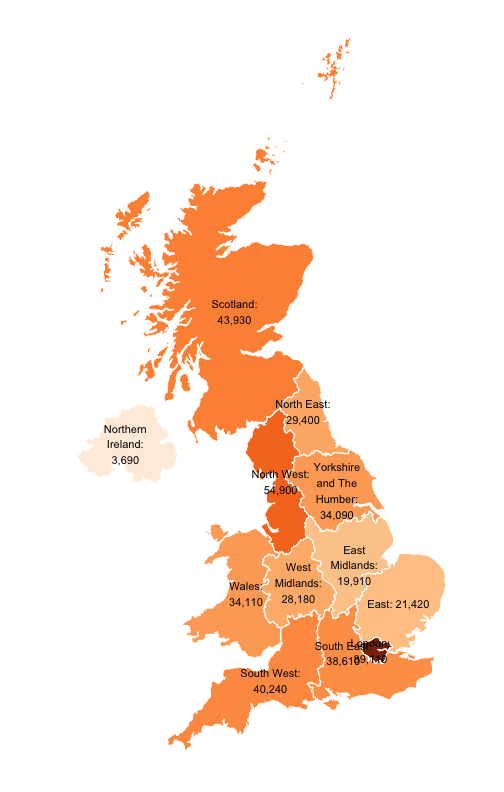 Scotland:
43,930
North East:
29,400
Northern
Ireland:
3,690
North West:
54,900
Yorkshire
and The
Humber:
34,090
East
Midlands:
19,910
West
Midlands:
28,180
Wales:
34,110
East: 21,420
South East:
38,610
London:
South West:
40,240